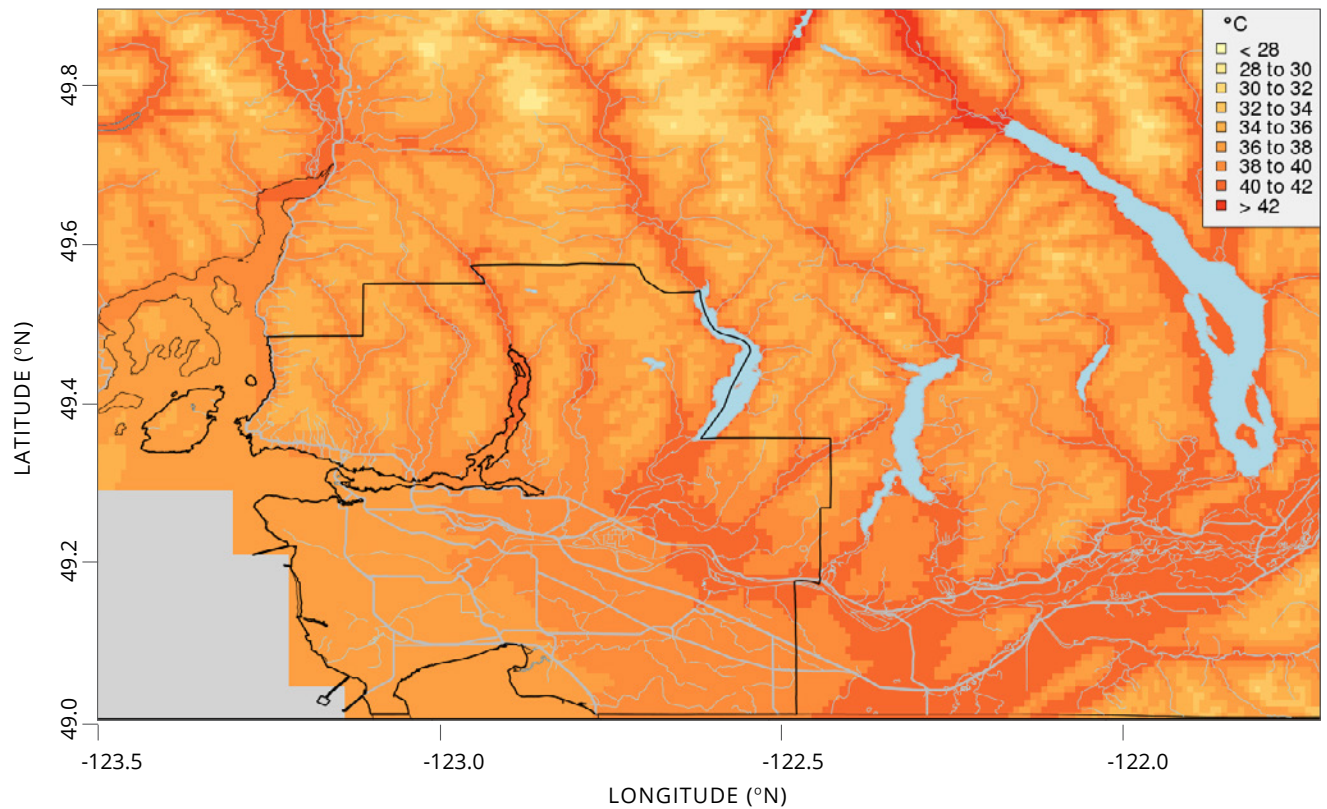 °C
< 28
28 to 30
30 to 32
32 to 34
34 to 36
36 to 38
38 to 40
40 to 42
> 42
49.8
49.6
49.4
49.2
49.0
LATITUDE (°N)
-123.5
-123.0
-122.5
-122.0
LONGITUDE (°N)